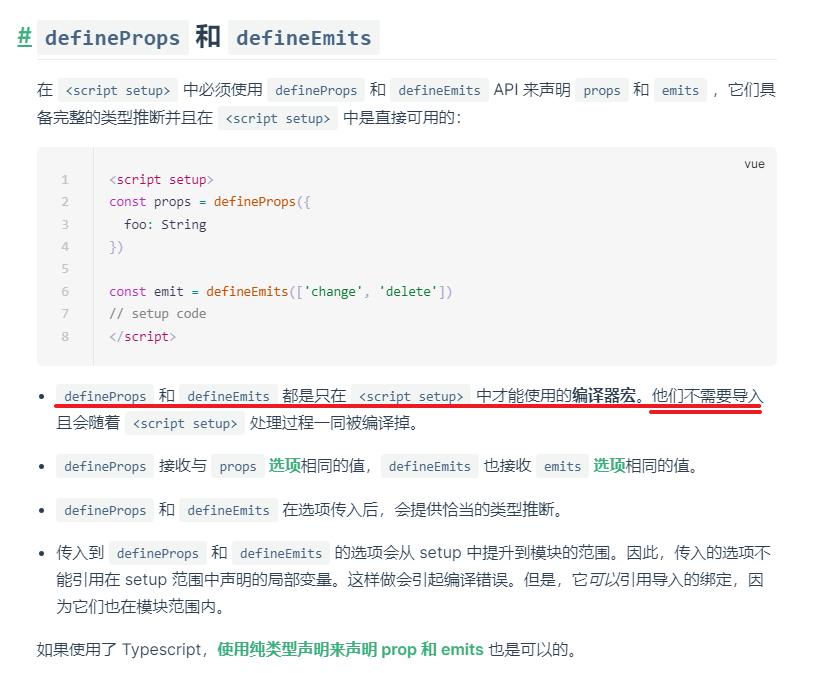 # defineProps 和 defineEmits
在 <script setup> 中必须使用 defineProps 和 defineEmits API 来声明 props 和 emits ，它们具
备完整的类型推断并且在 <script setup> 中是直接可用的：
vue
1 <script setup>
2 const props = defineProps({
3 foo: String
4 })
5
6 const emit = defineEmits(['change', 'delete'])
7 // setup code
8 </script>
• defineProps 和 defineEmits 都是只在 <script setup> 中才能使用的编译器宏。他们不需要导入
且会随着 <script setup> 处理过程一同被编译掉。
• defineProps 接收与 props 选项相同的值，defineEmits 也接收 emits 选项相同的值。
• defineProps 和 defineEmits 在选项传入后，会提供恰当的类型推断。
• 传入到 defineProps 和 defineEmits 的选项会从 setup 中提升到模块的范围。因此，传入的选项不
能引用在 setup 范围中声明的局部变量。这样做会引起编译错误。但是，它可以引用导入的绑定，因
为它们也在模块范围内。
如果使用了 Typescript，使用纯类型声明来声明 prop 和 emits 也是可以的。